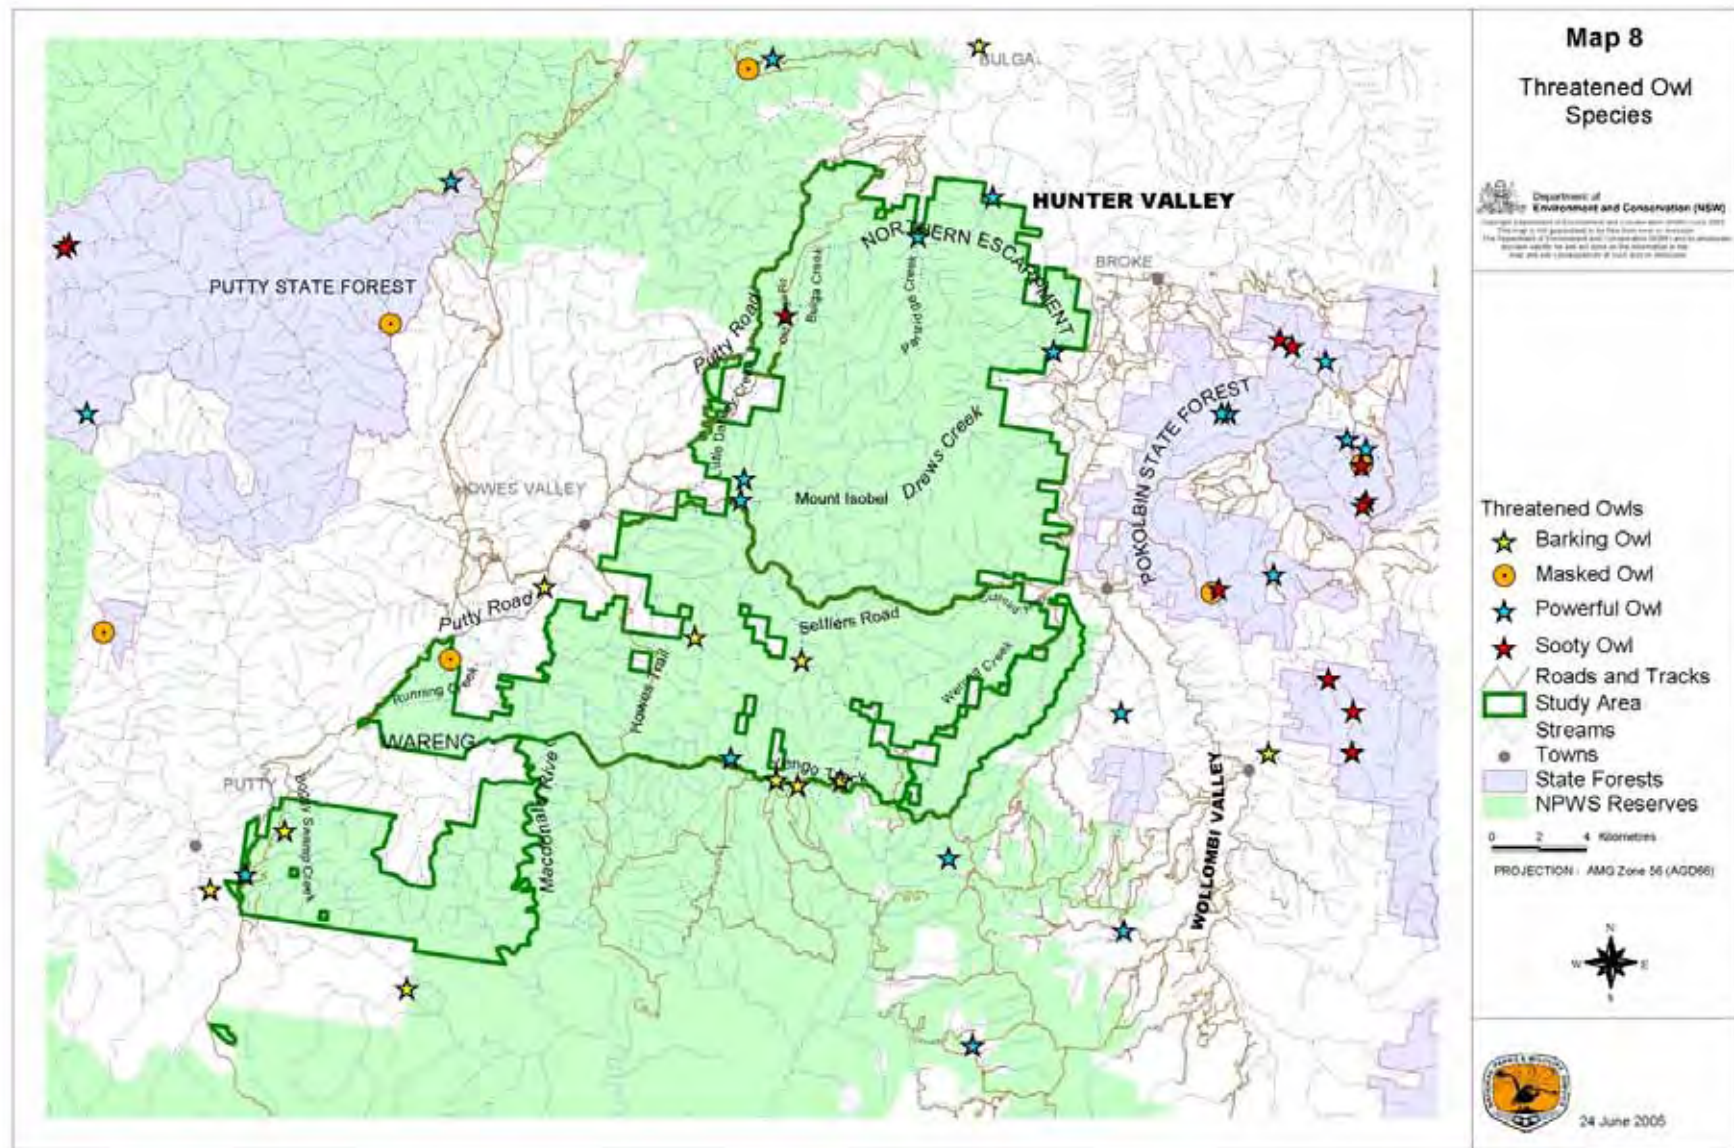 Map 8
Threatened Owl
Species
Department of
Environment and Conservation (NSW)
BULGA
HUNTER VALLEY
NORTHERN ESCARPMENT
BROKE
PUTTY STATE FOREST
Putty Road
Bulga Creek
Parsons Creek
Drews Creek
Mount Isobel
POKOLBIN STATE FOREST
HOWES VALLEY
Putty Road
Settlers Road
Howes Trail
Running Creek
WARENG
Yengo Track
PUTTY
Macdonald River
WOLLOMBI VALLEY
Threatened Owls
Barking Owl
Masked Owl
Powerful Owl
Sooty Owl
Roads and Tracks
Study Area
Streams
Towns
State Forests
NPWS Reserves
0 2 4 Kilometres
PROJECTION : AMG Zone 56 (AGD66)
N
W E
S
24 June 2005